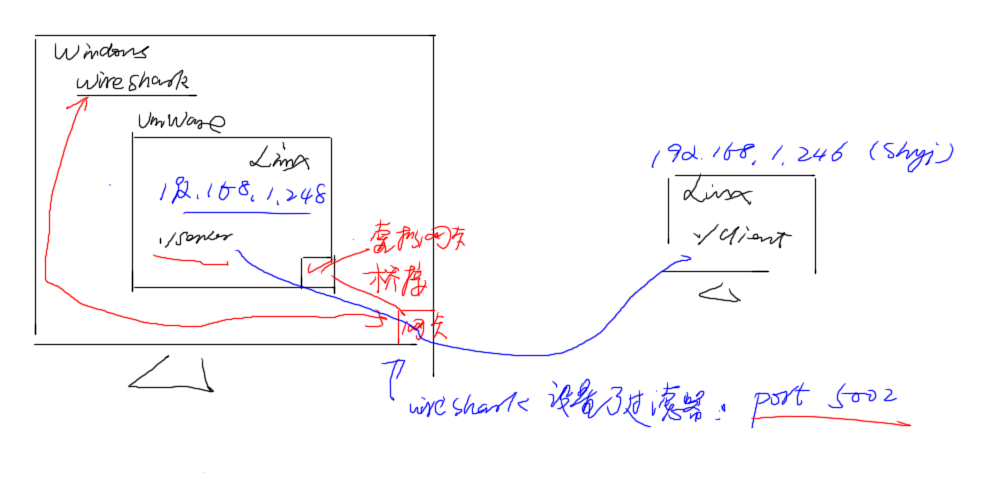 Windows
wireshark
VmWare
Linux
192.168.1.248
./server
虚拟网卡
桥接
网卡
192.168.1.246 (Shyj)
Linux
./client
wireshark 设置了过滤器: port 5002